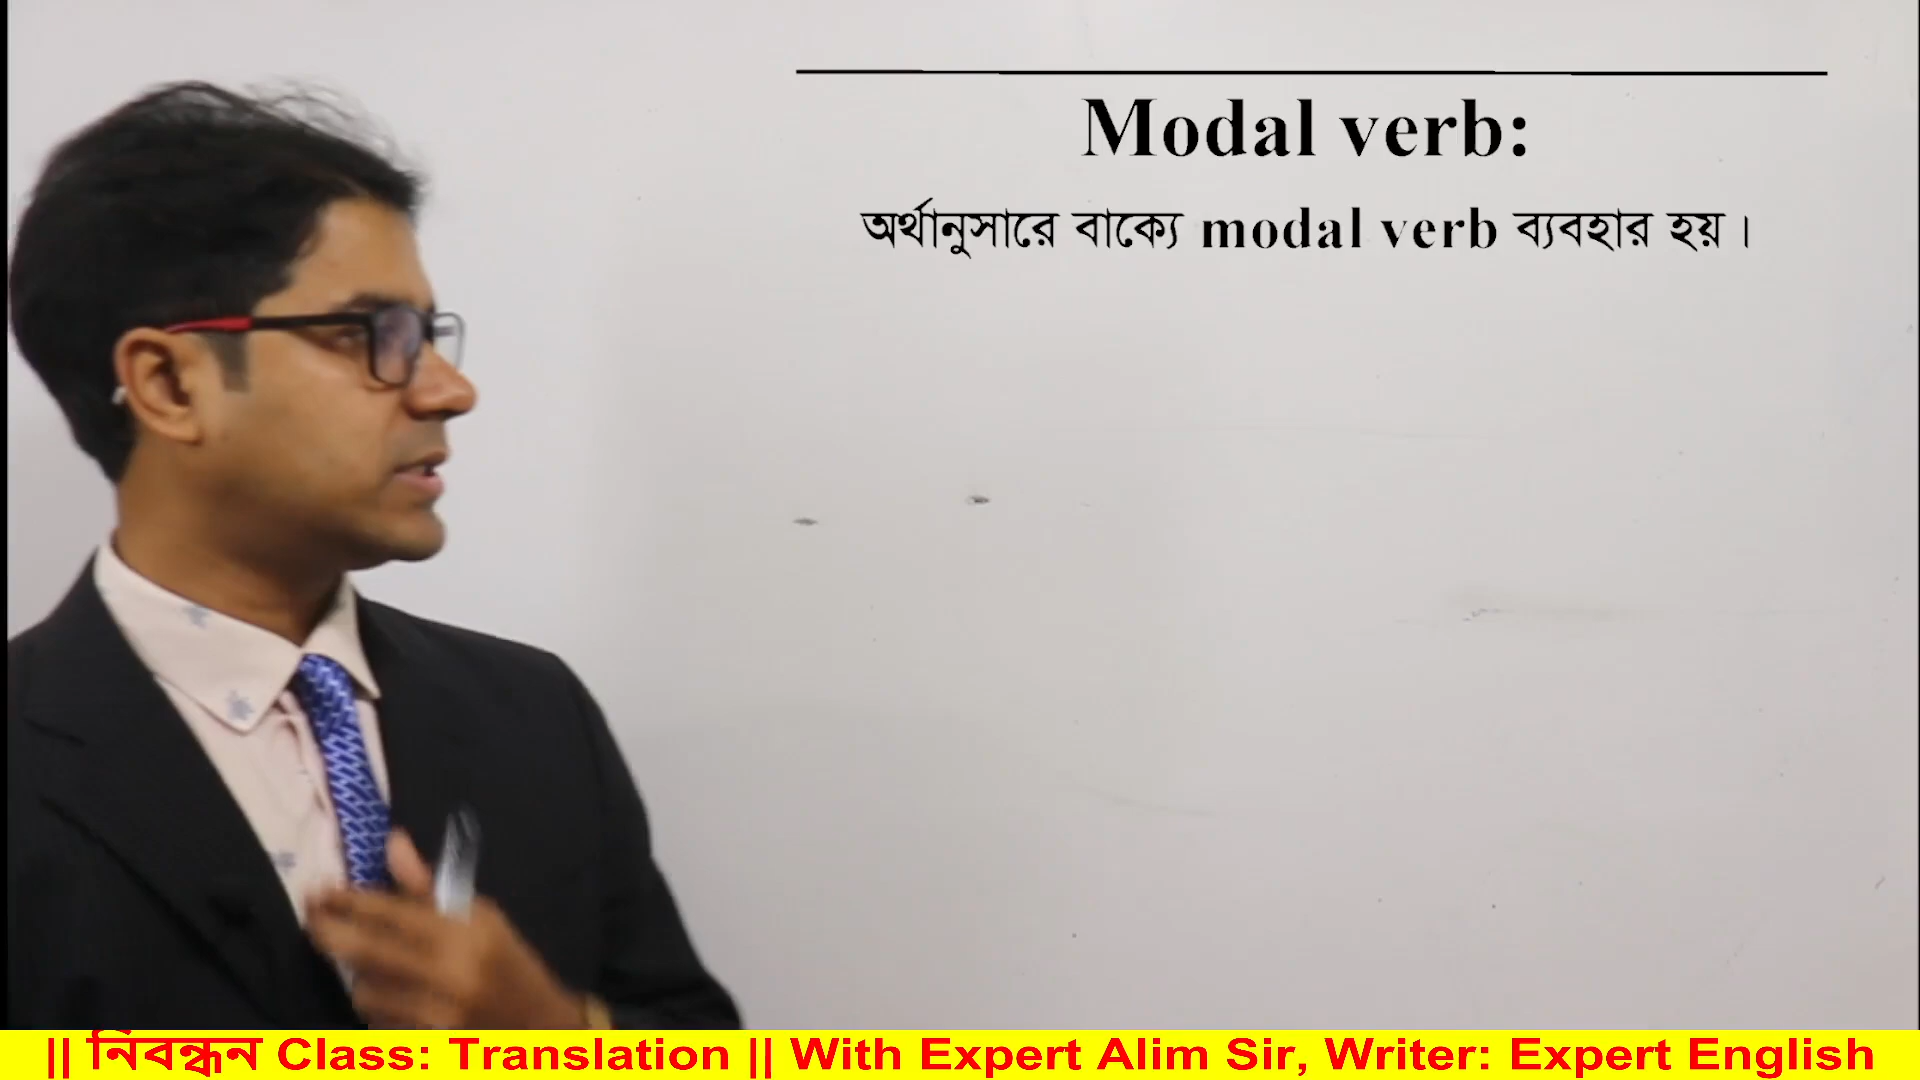 Modal verb:
অর্থানুসারে বাক্যে modal verb ব্যবহার হয়।
|| নিবন্ধন Class: Translation || With Expert Alim Sir, Writer: Expert English